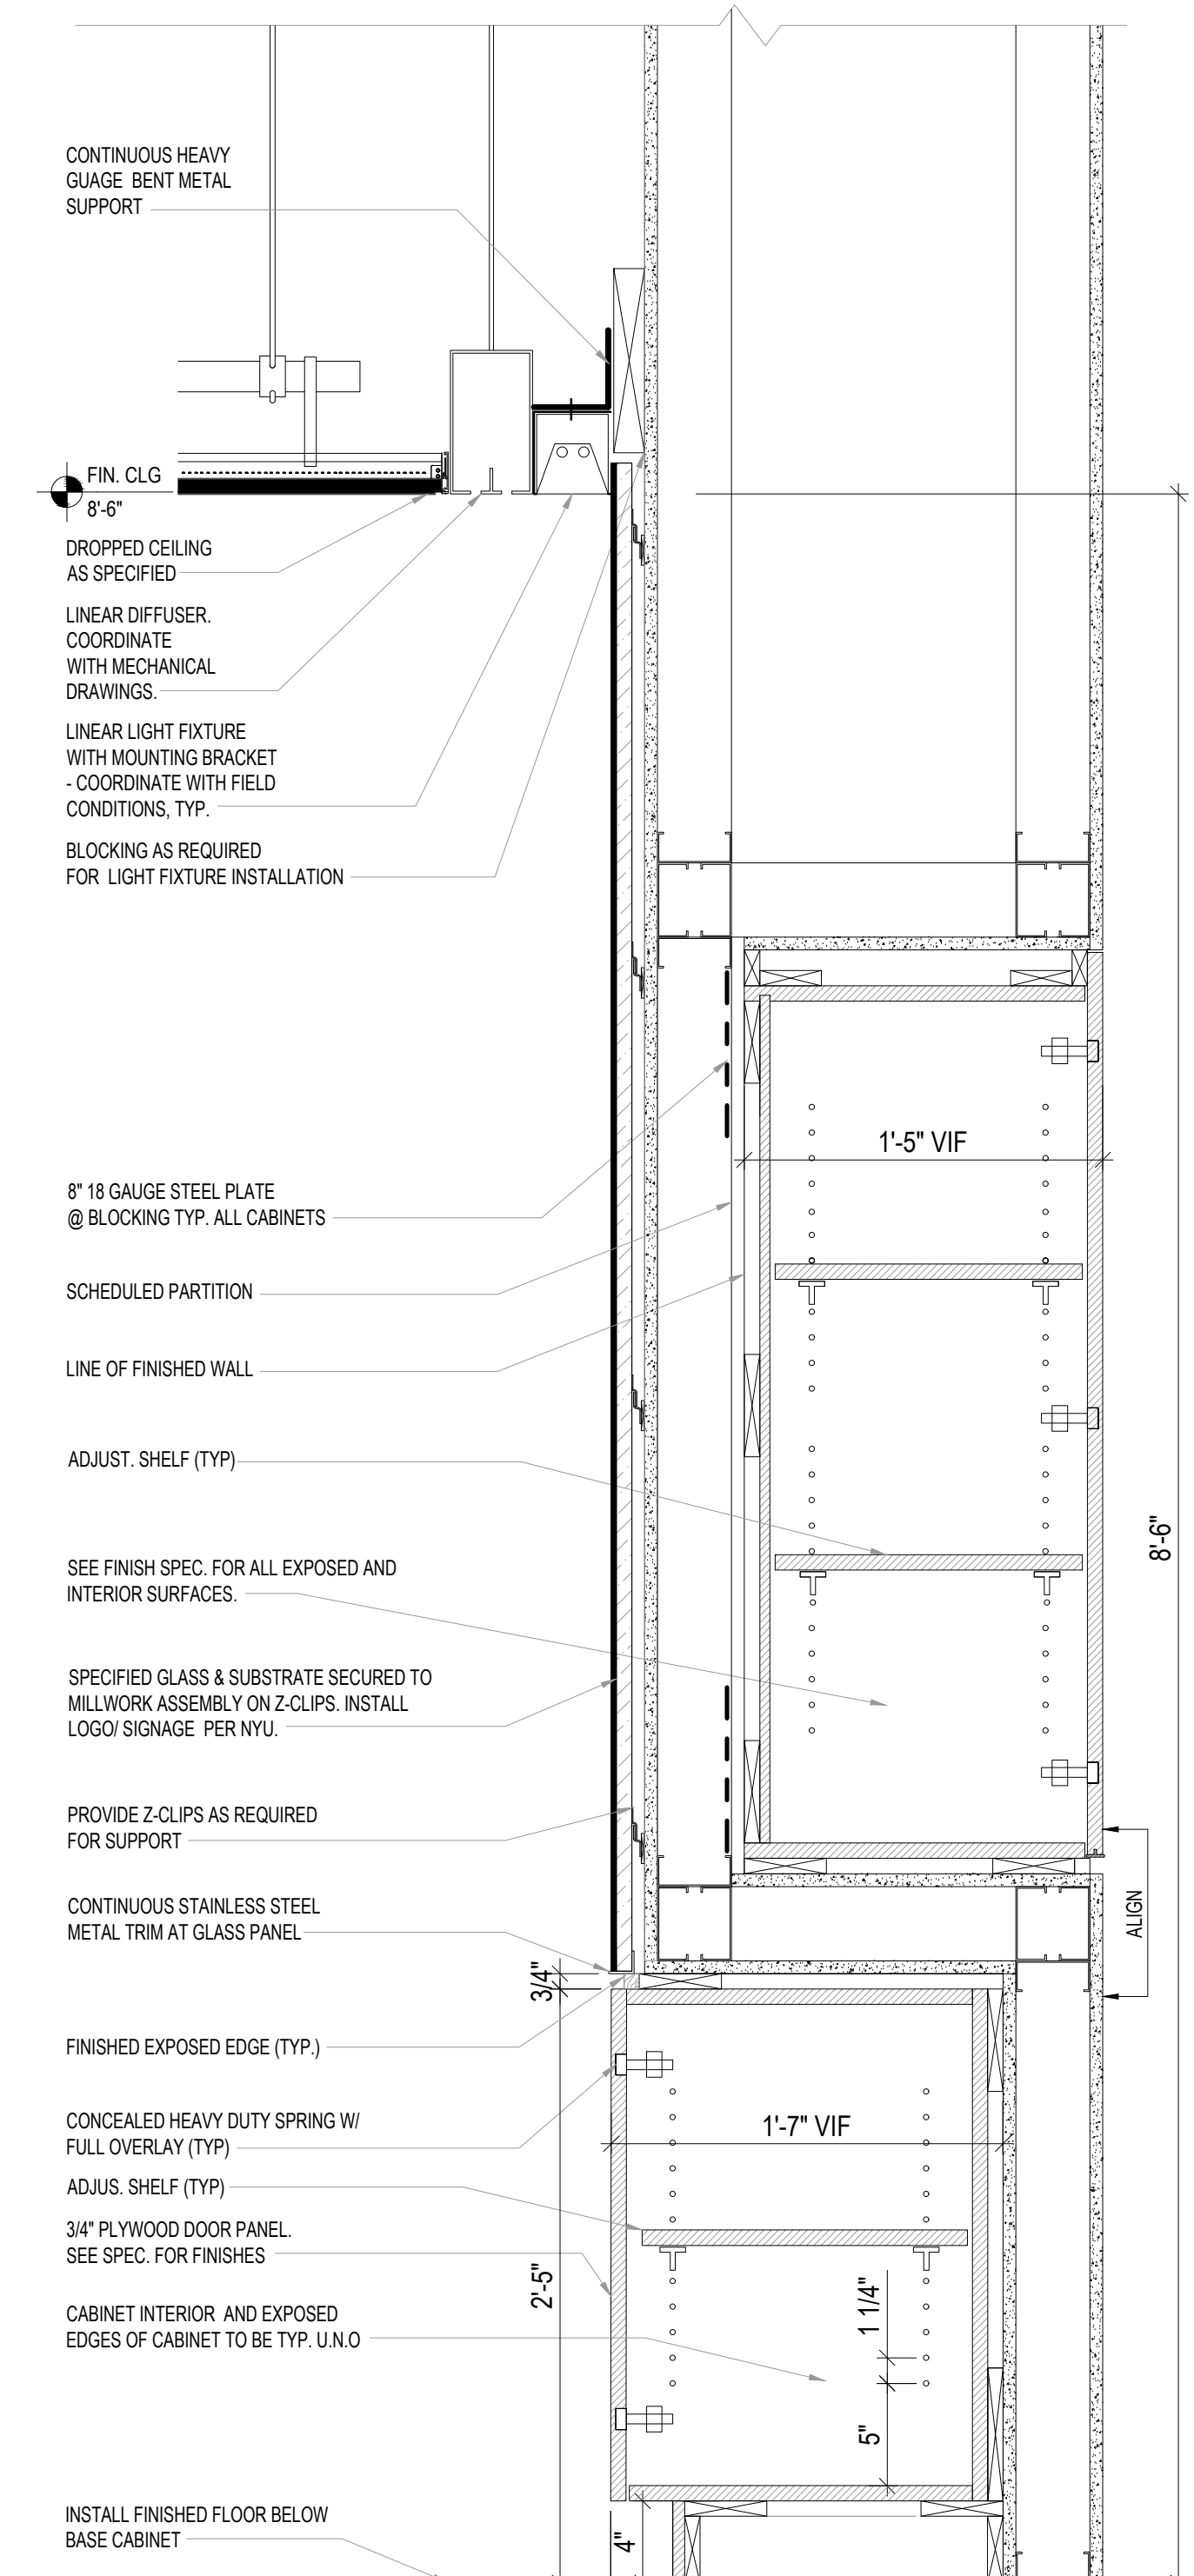 CONTINUOUS HEAVY
GUAGE BENT METAL
SUPPORT
FIN. CLG
8'-6"
DROPPED CEILING
AS SPECIFIED
LINEAR DIFFUSER.
COORDINATE
WITH MECHANICAL
DRAWINGS.
LINEAR LIGHT FIXTURE
WITH MOUNTING BRACKET
- COORDINATE WITH FIELD
CONDITIONS, TYP.
BLOCKING AS REQUIRED
FOR LIGHT FIXTURE INSTALLATION
1'-5" VIF
8" 18 GAUGE STEEL PLATE
@ BLOCKING TYP. ALL CABINETS
SCHEDULED PARTITION
LINE OF FINISHED WALL
ADJUST. SHELF (TYP)
8'-6"
SEE FINISH SPEC. FOR ALL EXPOSED AND
INTERIOR SURFACES.
SPECIFIED GLASS & SUBSTRATE SECURED TO
MILLWORK ASSEMBLY ON Z-CLIPS. INSTALL
LOGO/ SIGNAGE PER NYU.
PROVIDE Z-CLIPS AS REQUIRED
FOR SUPPORT
CONTINUOUS STAINLESS STEEL
METAL TRIM AT GLASS PANEL
ALIGN
3/4"
FINISHED EXPOSED EDGE (TYP.)
CONCEALED HEAVY DUTY SPRING W/
FULL OVERLAY (TYP)
1'-7" VIF
ADJUS. SHELF (TYP)
3/4" PLYWOOD DOOR PANEL.
SEE SPEC. FOR FINISHES
2'-5"
CABINET INTERIOR AND EXPOSED
EDGES OF CABINET TO BE TYP. U.N.O
1 1/4"
5"
INSTALL FINISHED FLOOR BELOW
BASE CABINET
4"